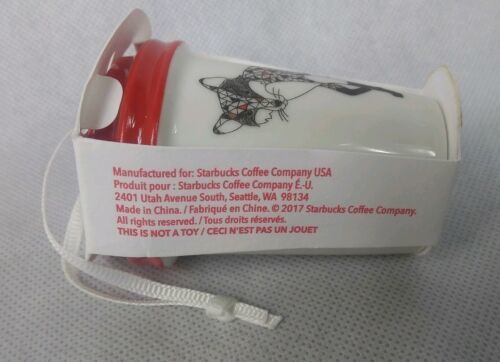 Manufactured for: Starbucks Coffee Company USA
Produit pour : Starbucks Coffee Company É.-U.
2401 Utah Avenue South, Seattle, WA 98134
Made in China. / Fabriqué en Chine. © 2017 Starbucks Coffee Company.
All rights reserved. / Tous droits réservés.
THIS IS NOT A TOY / CECI N'EST PAS UN JOUET